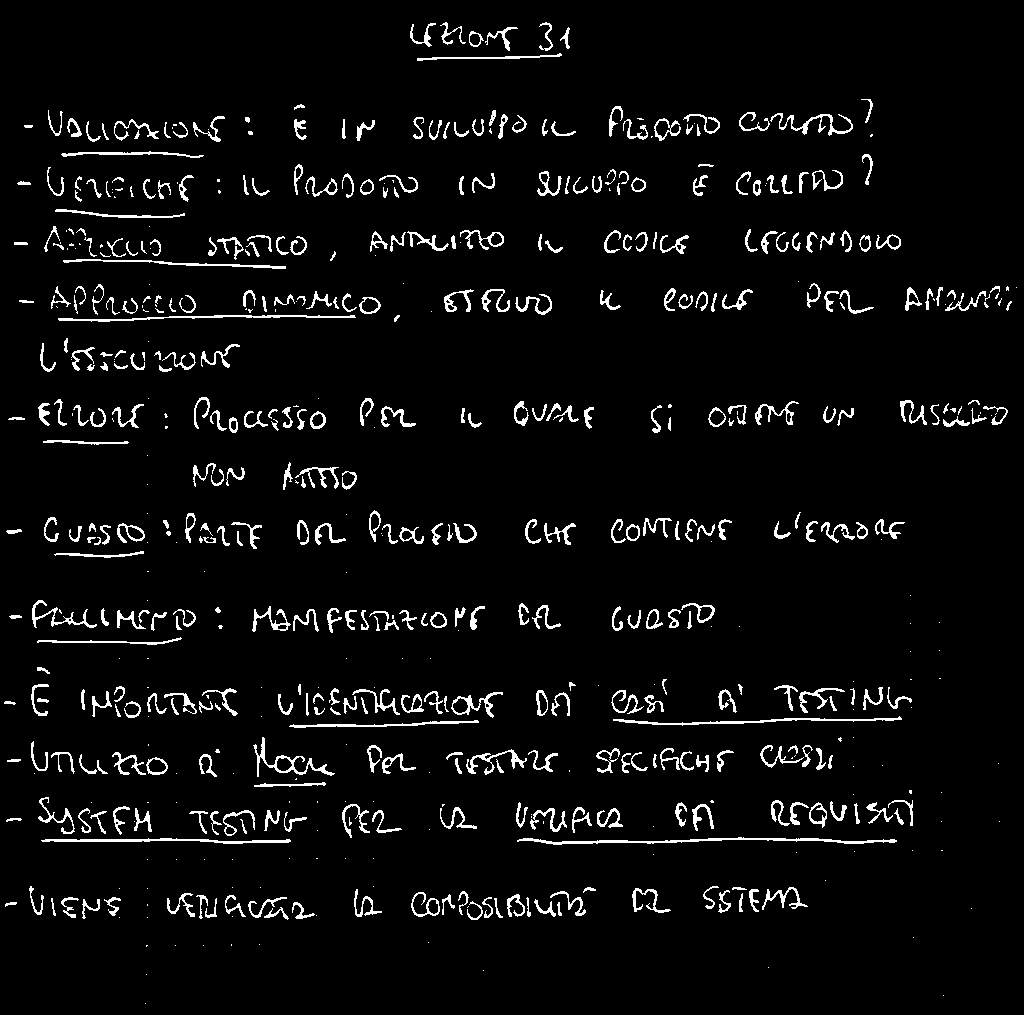 LEZIONE 31
- VALIDAZIONE : È IN SVILUPPO IL PRODOTTO CORRETTO?
- VERIFICHE : IL PRODOTTO IN SVILUPPO È CORRETTO?
- APPROCCIO STATICO, ANALIZZO IL CODICE LEGGENDOLO
- APPROCCIO DINAMICO, ESEGUO IL CODICE PER
L'ESECUZIONE
- ERRORE : PROCESSO PER IL QUALE SI OTTIENE UN RISULTATO
NON ATTESO
- GUASTO : PARTE DEL PROGETTO CHE CONTIENE L'ERRORE
- FALLIMENTO : MANIFESTAZIONE DEL GUASTO
- È IMPORTANTE L'IDENTIFICAZIONE DEI CASI DI TESTING
- UTILIZZO DI MOCK PER TESTARE SPECIFICHE CLASSI
- SYSTEM TESTING PER LA VERIFICA DEI REQUISITI
- VIENE VERIFICATA LA COMPOSIBILITÀ DEL SISTEMA